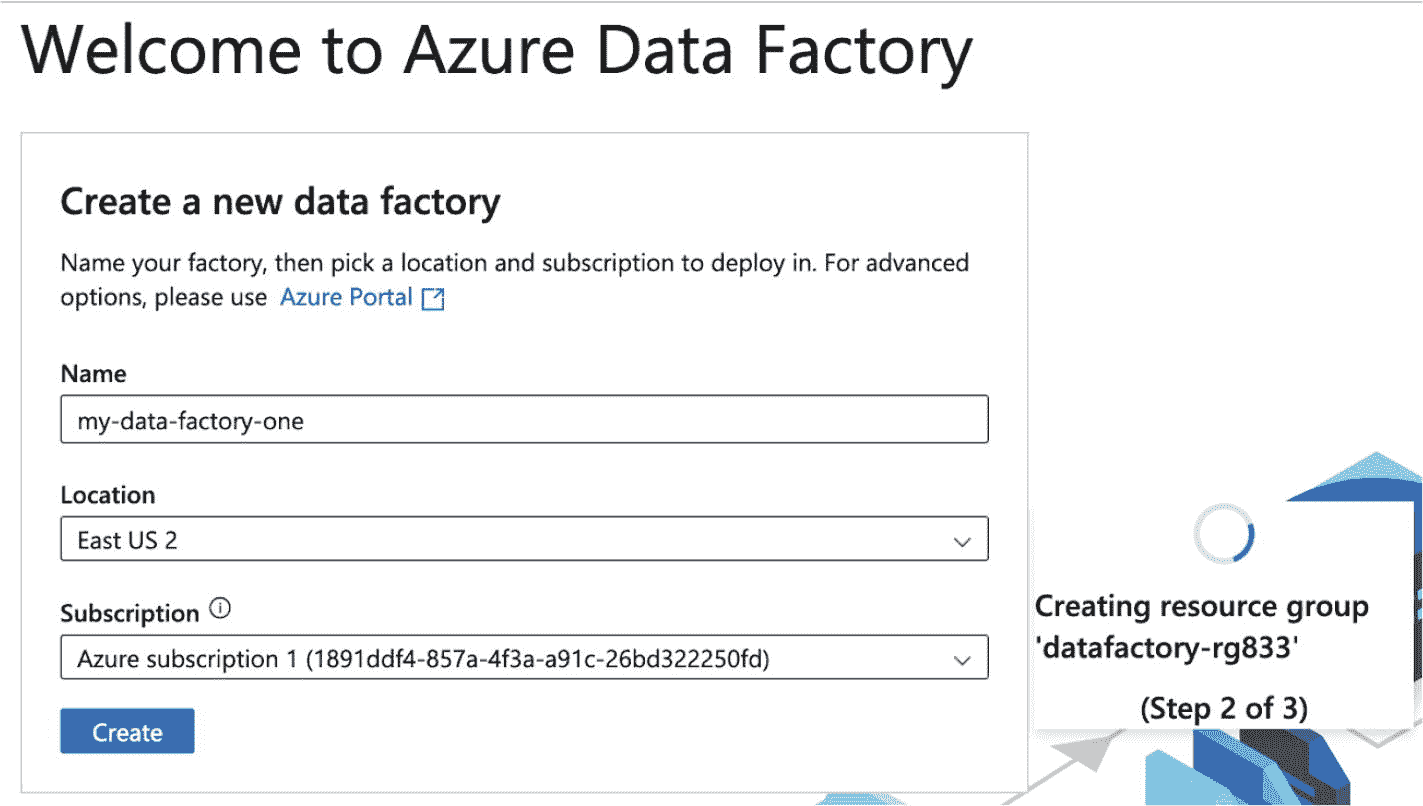 Welcome to Azure Data Factory
Create a new data factory
Name your factory, then pick a location and subscription to deploy in. For advanced
options, please use Azure Portal
Name
my-data-factory-one
Location
East US 2
Subscription
Azure subscription 1 (1891ddf4-857a-4f3a-a91c-26bd322250fd)
Create
Creating resource group
'datafactory-rg833'
(Step 2 of 3)